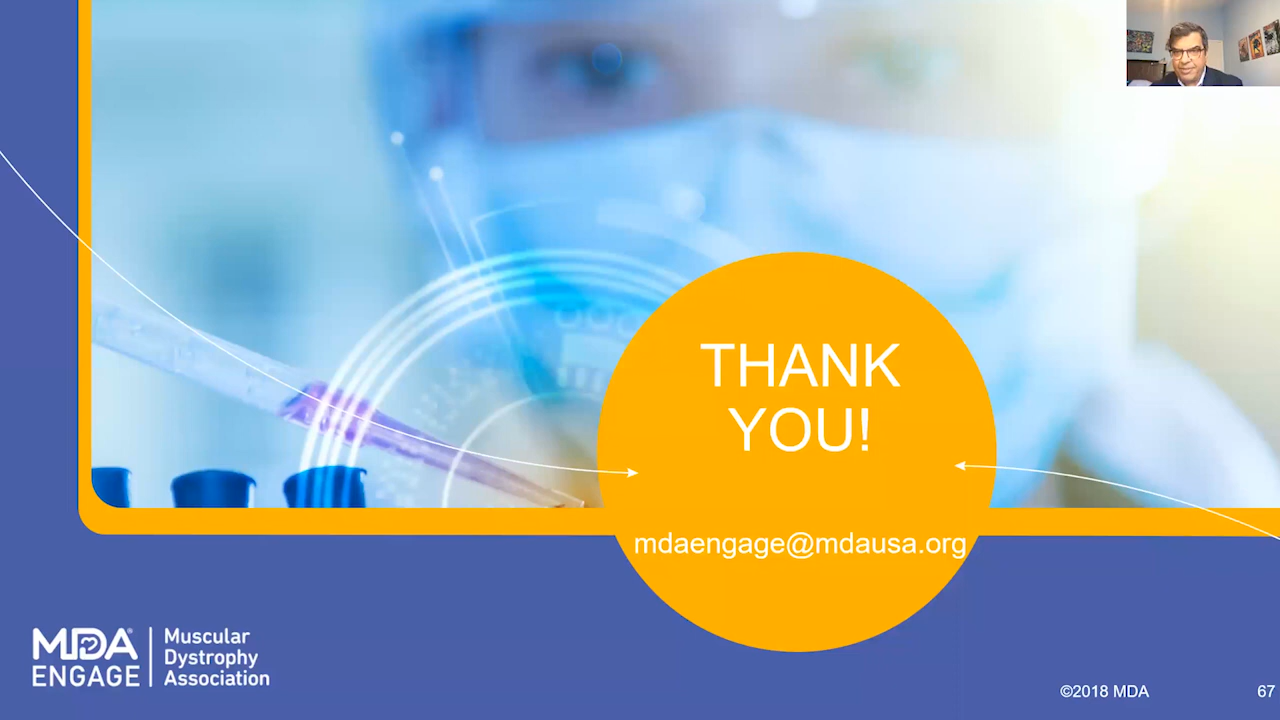 THANK
YOU!
mdaengage@mdausa.org
MDA
ENGAGE
Muscular
Dystrophy
Association
©2018 MDA
67